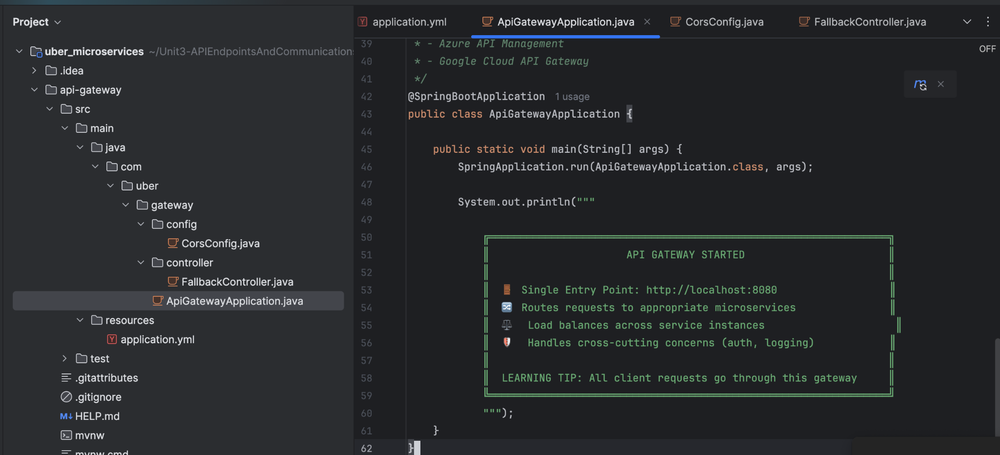 Project
uber_microservices ~/Unit3-APIEndpointsAndCommunication
.idea
api-gateway
src
main
java
com
uber
gateway
config
CorsConfig.java
controller
FallbackController.java
ApiGatewayApplication.java
resources
application.yml
test
.gitattributes
.gitignore
M↓ HELP.md
mvnw
mvnw.cmd
Y application.yml
ApiGatewayApplication.java
CorsConfig.java
FallbackController.java
OFF
39 * - Azure API Management
40 * - Google Cloud API Gateway
41 */
42 @SpringBootApplication 1 usage
43 public class ApiGatewayApplication {
44
45 public static void main(String[] args) {
46 SpringApplication.run(ApiGatewayApplication.class, args);
47
48 System.out.println("""
49
50
51 API GATEWAY STARTED
52
53 🚪 Single Entry Point: http://localhost:8080
54 🔀 Routes requests to appropriate microservices
55 ⚖️ Load balances across service instances
56 🛡️ Handles cross-cutting concerns (auth, logging)
57
58 LEARNING TIP: All client requests go through this gateway
59
60 """);
61 }
62 }